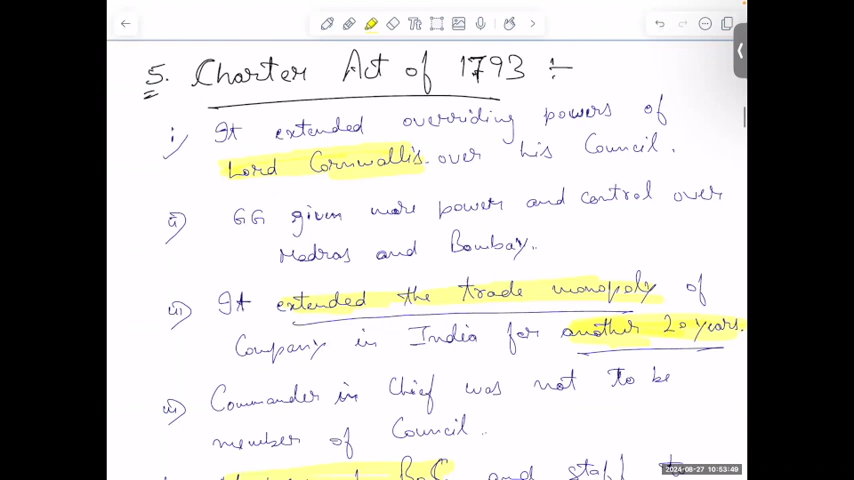 5. Charter Act of 1793 :-
i) It extended overriding powers of
Lord Cornwallis. over his Council.
ii) GG given more power and control over
Madras and Bombay.
iii) It extended the trade monopoly of
Company in India for another 20 years.
iii) Commander in Chief was not to be
member of Council.
BoC and staff to
2024-08-27 10:53:49